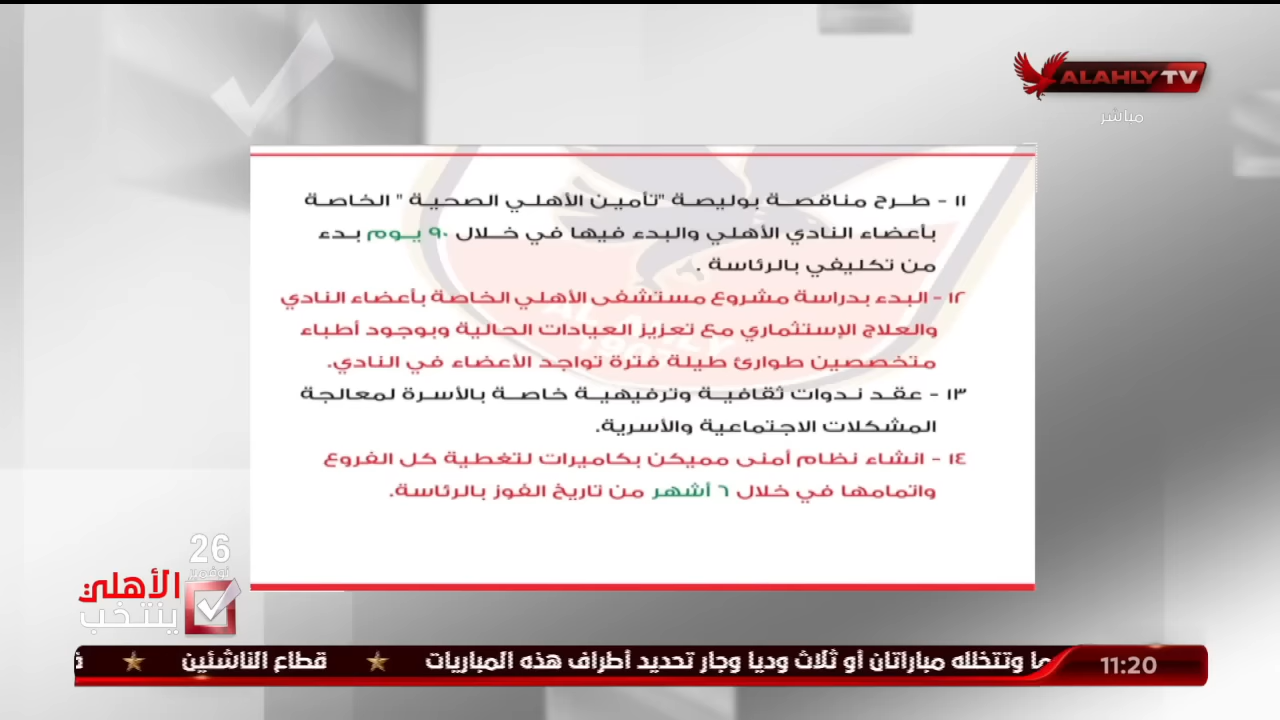 ALAHLY TV
مباشر
١١ - طرح مناقصة بوليصة "تأمين الأهلي الصحية " الخاصة
بأعضاء النادي الأهلي والبدء فيها في خلال ٩٠ يوم بدء
من تكليفي بالرئاسة .
١٢ - البدء بدراسة مشروع مستشفى الأهلي الخاصة بأعضاء النادي
والعلاج الإستثماري مع تعزيز العيادات الحالية وبوجود أطباء
متخصصين طوارئ طيلة فترة تواجد الأعضاء في النادي.
١٣ - عقد ندوات ثقافية وترفيهية خاصة بالأسرة لمعالجة
المشكلات الاجتماعية والأسرية.
١٤ - انشاء نظام أمنى مميكن بكاميرات لتغطية كل الفروع
واتمامها في خلال ٦ أشهر من تاريخ الفوز بالرئاسة.
26
نوفمبر
الأهلي
ينتخب
11:20
ما وتتخلله مباراتان أو ثلاث وديا وجار تحديد أطراف هذه المباريات ★ قطاع الناشئين ★